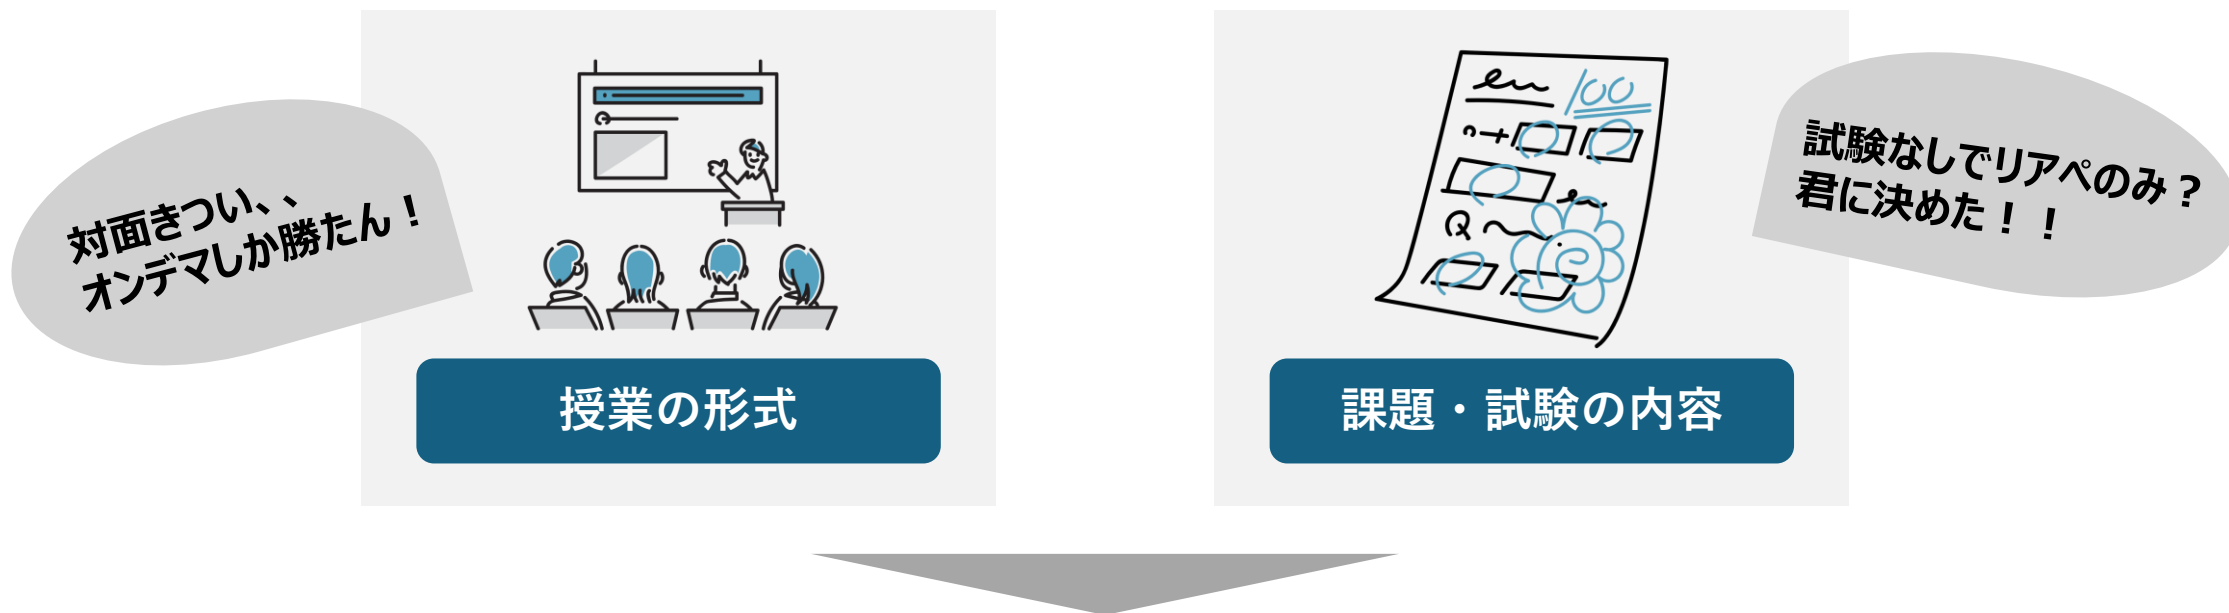 対面きつい、、
オンデマしか勝たん！
授業の形式
100
試験なしでリアペのみ？
君に決めた！！
課題・試験の内容